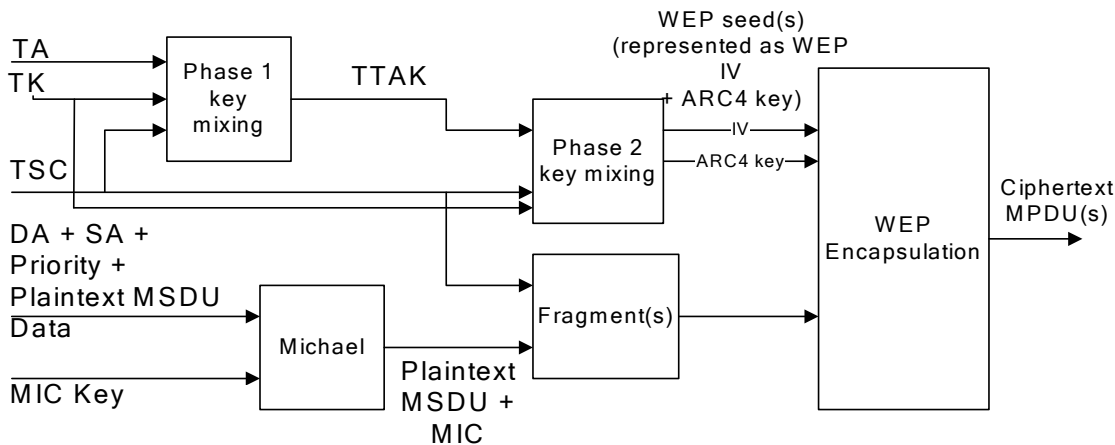 TA
TK
Phase 1
key
mixing
TTAK
WEP seed(s)
(represented as WEP
IV
+ ARC4 key)
IV
ARC4 key
Phase 2
key mixing
TSC
DA + SA +
Priority +
Plaintext MSDU
Data
MIC Key
Michael
Plaintext
MSDU +
MIC
Fragment(s)
WEP
Encapsulation
Ciphertext
MPDU(s)